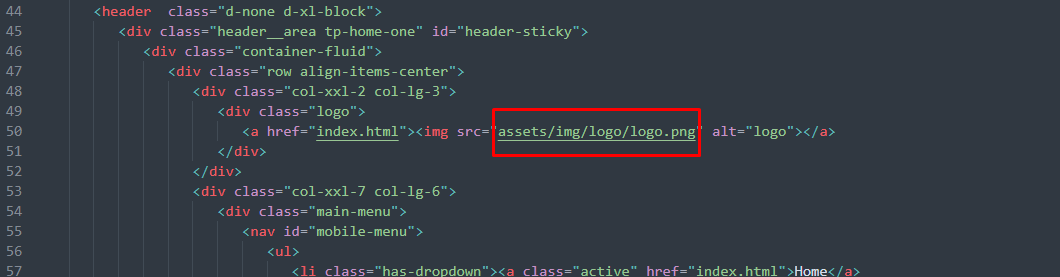 44 <header  class="d-none d-xl-block">
45 <div class="header__area tp-home-one" id="header-sticky">
46 <div class="container-fluid">
47 <div class="row align-items-center">
48 <div class="col-xxl-2 col-lg-3">
49 <div class="logo">
50 <a href="index.html"><img src="assets/img/logo/logo.png" alt="logo"></a>
51 </div>
52 </div>
53 <div class="col-xxl-7 col-lg-6">
54 <div class="main-menu">
55 <nav id="mobile-menu">
56 <ul>
57 <li class="has-dropdown"><a class="active" href="index.html">Home</a>